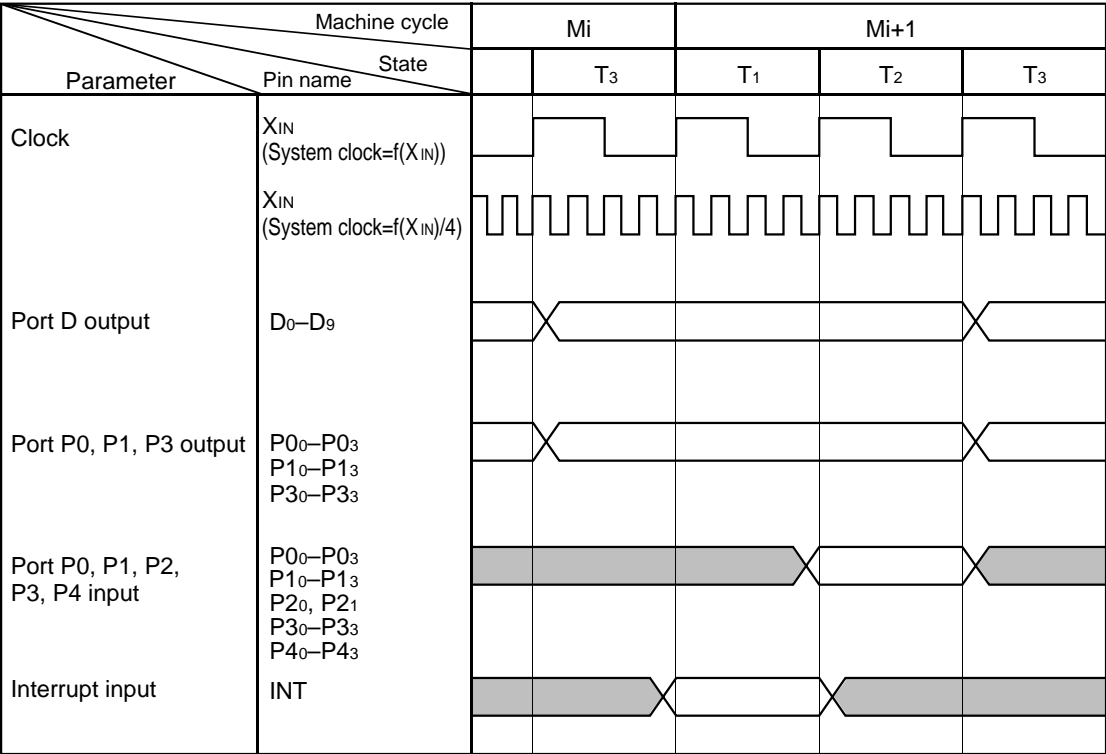 Machine cycle
Mi
Mi+1
State
Parameter
Pin name
T3
T1
T2
T3
Clock
XIN
(System clock=f(XIN))
XIN
(System clock=f(XIN)/4)
Port D output
D0–D9
Port P0, P1, P3 output
P00–P03
P10–P13
P30–P33
Port P0, P1, P2,
P3, P4 input
P00–P03
P10–P13
P20, P21
P30–P33
P40–P43
Interrupt input
INT